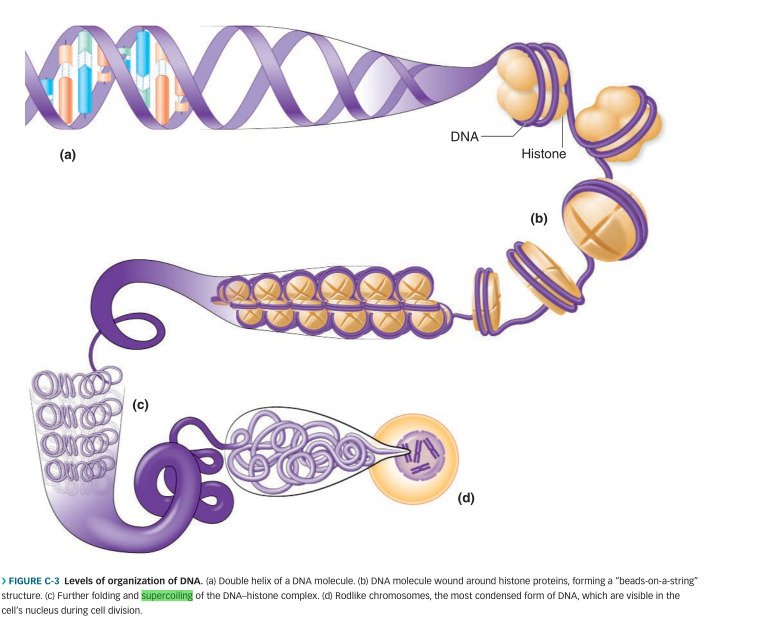 (a)
DNA
Histone
(b)
(c)
(d)
› FIGURE C-3 Levels of organization of DNA. (a) Double helix of a DNA molecule. (b) DNA molecule wound around histone proteins, forming a “beads-on-a-string”
structure. (c) Further folding and supercoiling of the DNA–histone complex. (d) Rodlike chromosomes, the most condensed form of DNA, which are visible in the
cell’s nucleus during cell division.